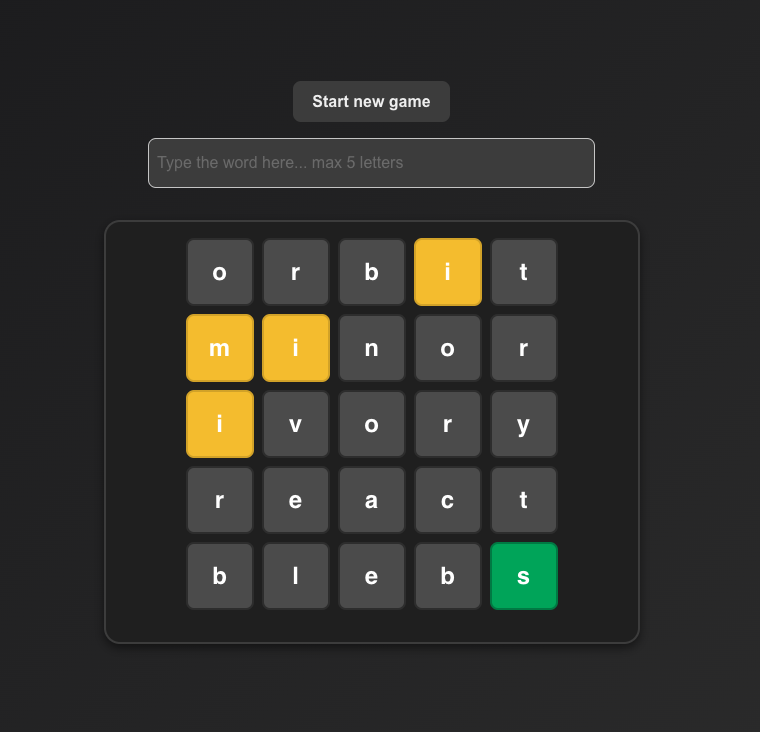 Start new game
Type the word here... max 5 letters
o r b i t
m i n o r
i v o r y
r e a c t
b l e b s